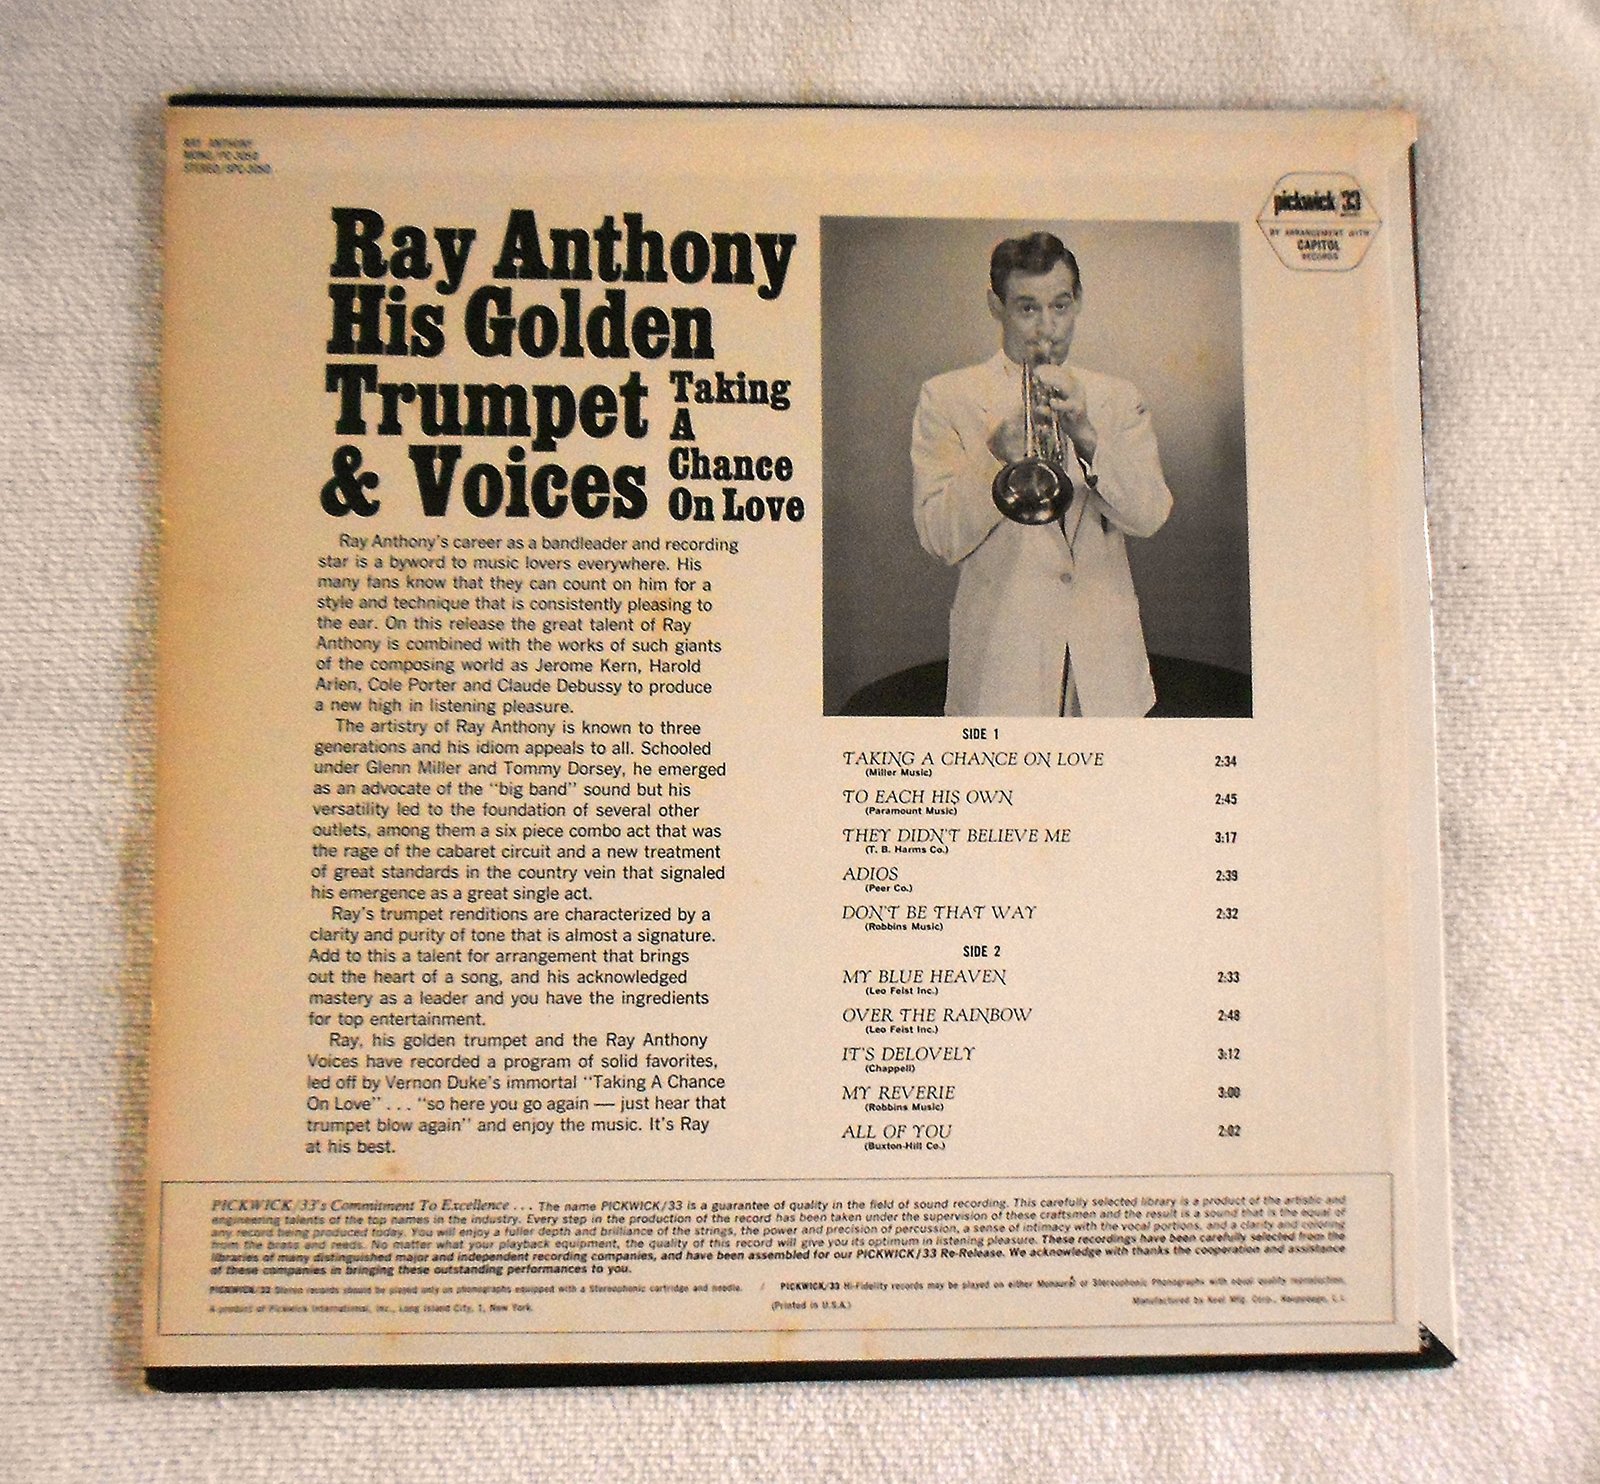 RAY ANTHONY
MONO/PC-3050
STEREO/SPC-3050
pickwick 33
BY ARRANGEMENT WITH
CAPITOL
RECORDS
Ray Anthony
His Golden
Trumpet
& Voices
Taking
A
Chance
On Love
Ray Anthony's career as a bandleader and recording
star is a byword to music lovers everywhere. His
many fans know that they can count on him for a
style and technique that is consistently pleasing to
the ear. On this release the great talent of Ray
Anthony is combined with the works of such giants
of the composing world as Jerome Kern, Harold
Arlen, Cole Porter and Claude Debussy to produce
a new high in listening pleasure.
The artistry of Ray Anthony is known to three
generations and his idiom appeals to all. Schooled
under Glenn Miller and Tommy Dorsey, he emerged
as an advocate of the "big band" sound but his
versatility led to the foundation of several other
outlets, among them a six piece combo act that was
the rage of the cabaret circuit and a new treatment
of great standards in the country vein that signaled
his emergence as a great single act.
Ray's trumpet renditions are characterized by a
clarity and purity of tone that is almost a signature.
Add to this a talent for arrangement that brings
out the heart of a song, and his acknowledged
mastery as a leader and you have the ingredients
for top entertainment.
Ray, his golden trumpet and the Ray Anthony
Voices have recorded a program of solid favorites,
led off by Vernon Duke's immortal "Taking A Chance
On Love" . . . "so here you go again — just hear that
trumpet blow again" and enjoy the music. It's Ray
at his best.
SIDE 1
TAKING A CHANCE ON LOVE 2:34
(Miller Music)
TO EACH HIS OWN 2:45
(Paramount Music)
THEY DIDN'T BELIEVE ME 3:17
(T. B. Harms Co.)
ADIOS 2:39
(Peer Co.)
DON'T BE THAT WAY 2:32
(Robbins Music)
SIDE 2
MY BLUE HEAVEN 2:33
(Leo Feist Inc.)
OVER THE RAINBOW 2:48
(Leo Feist Inc.)
IT'S DELOVELY 3:12
(Chappell)
MY REVERIE 3:00
(Robbins Music)
ALL OF YOU 2:02
(Buxton-Hill Co.)
PICKWICK/33's Commitment To Excellence . . . The name PICKWICK/33 is a guarantee of quality in the field of sound recording. This carefully selected library is a product of the artistic and
engineering talents of the top names in the industry. Every step in the production of the record has been taken under the supervision of these craftsmen and the result is a sound that is the equal of
any record being produced today. You will enjoy a fuller depth and brilliance of the strings, the power and precision of percussion, a sense of intimacy with the vocal portions, and a clarity and coloring
from the brass and reeds. No matter what your playback equipment, the quality of this record will give you its optimum in listening pleasure. These recordings have been carefully selected from the
libraries of many distinguished major and independent recording companies, and have been assembled for our PICKWICK/33 Re-Release. We acknowledge with thanks the cooperation and assistance
of these companies in bringing these outstanding performances to you.
PICKWICK/33 Stereo records should be played only on phonographs equipped with a Stereophonic cartridge and needle. / PICKWICK/33 Hi-Fidelity records may be played on either Monaural or Stereophonic Phonographs with equal quality reproduction.
A product of Pickwick International, Inc., Long Island City, 1, New York. (Printed in U.S.A.) Manufactured by Keel Mfg. Corp., Hauppauge, L.I.